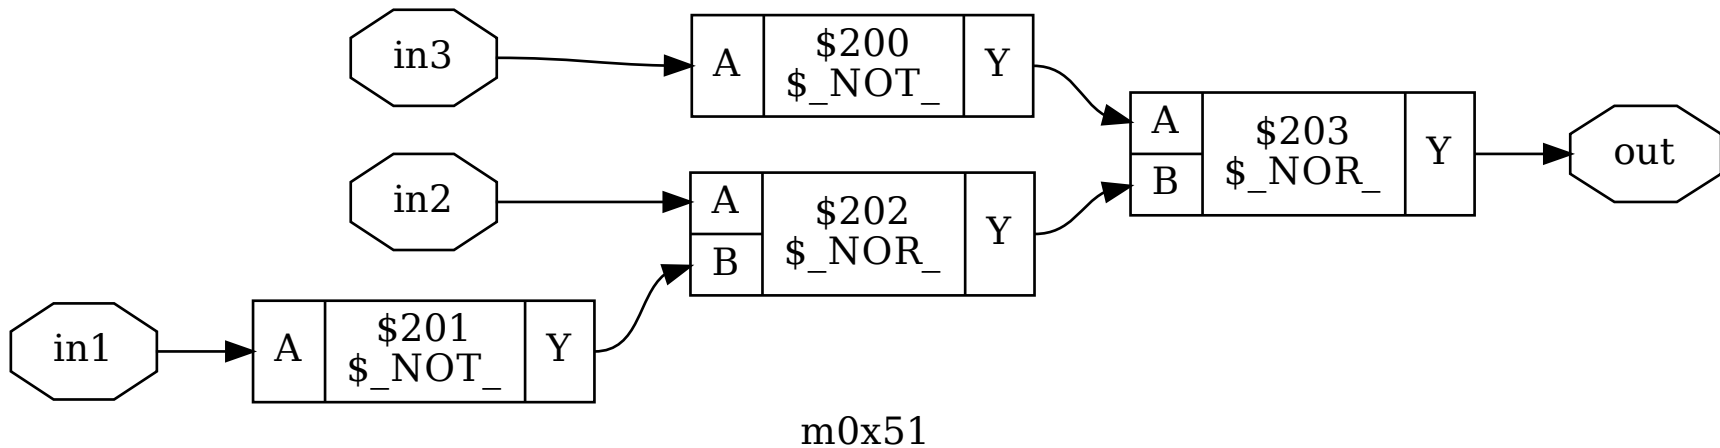 in3
A
$200
$_NOT_
Y
in2
A
B
$202
$_NOR_
Y
in1
A
$201
$_NOT_
Y
A
B
$203
$_NOR_
Y
out
m0x51